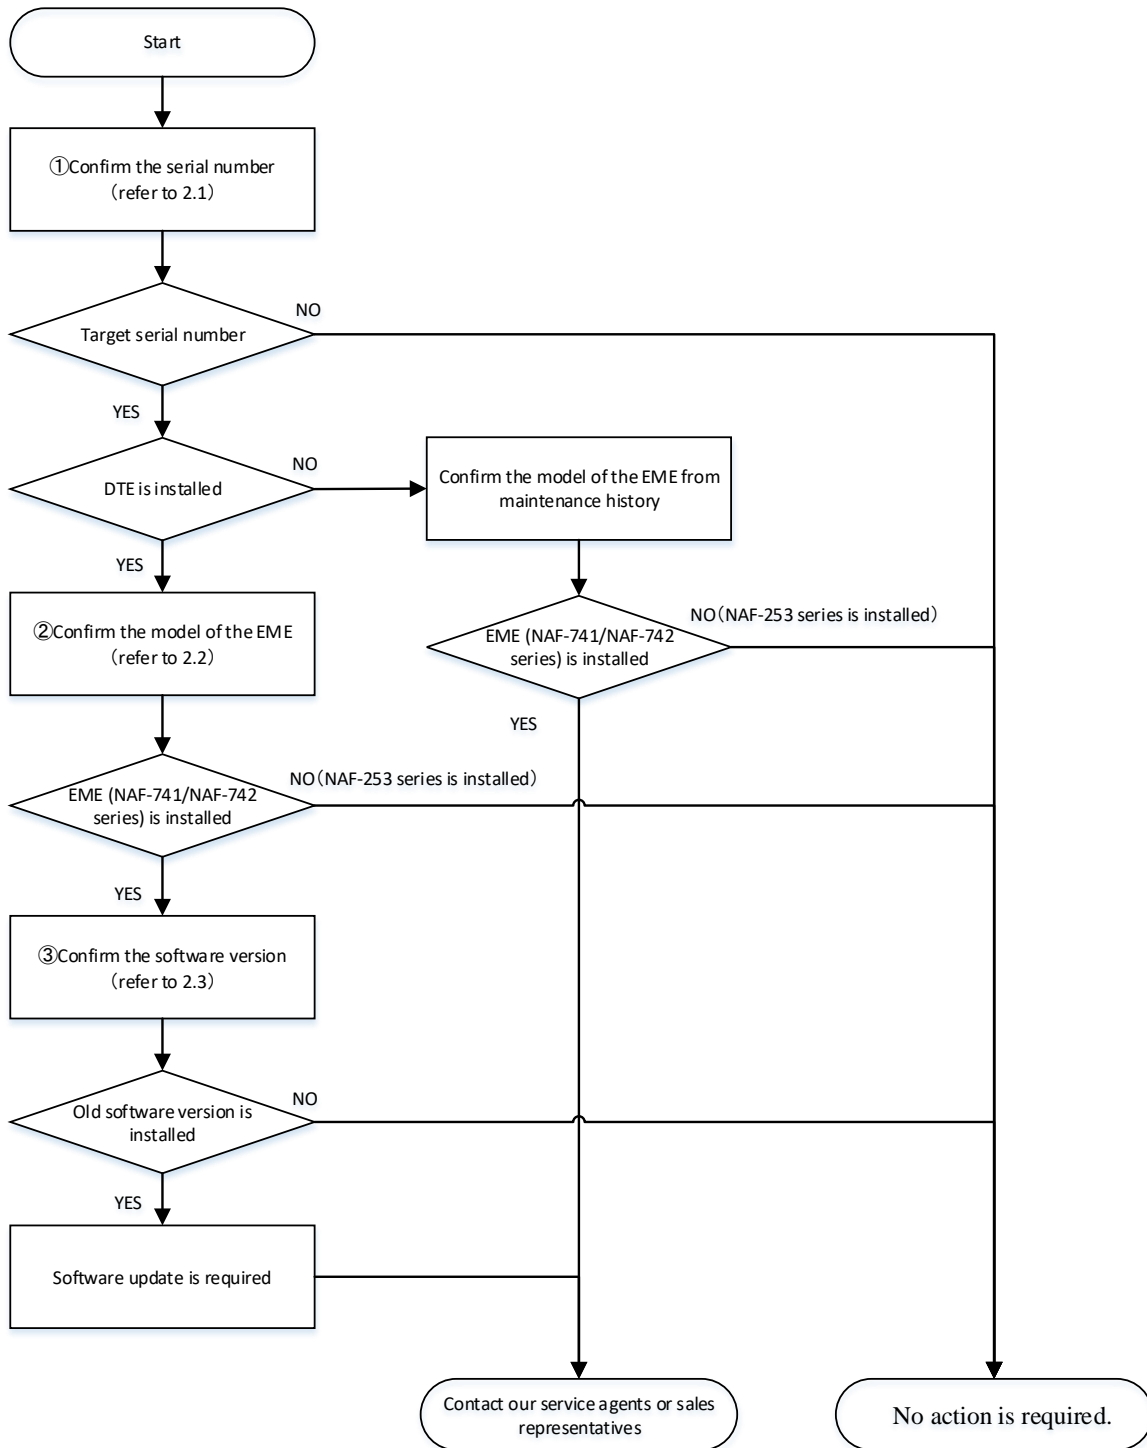 Start
①Confirm the serial number
（refer to 2.1）
Target serial number
NO
YES
DTE is installed
NO
Confirm the model of the EME from
maintenance history
YES
②Confirm the model of the EME
（refer to 2.2）
EME (NAF-741/NAF-742
series) is installed
NO（NAF-253 series is installed）
YES
EME (NAF-741/NAF-742
series) is installed
NO（NAF-253 series is installed）
YES
③Confirm the software version
（refer to 2.3）
Old software version is
installed
NO
YES
Software update is required
Contact our service agents or sales
representatives
No action is required.